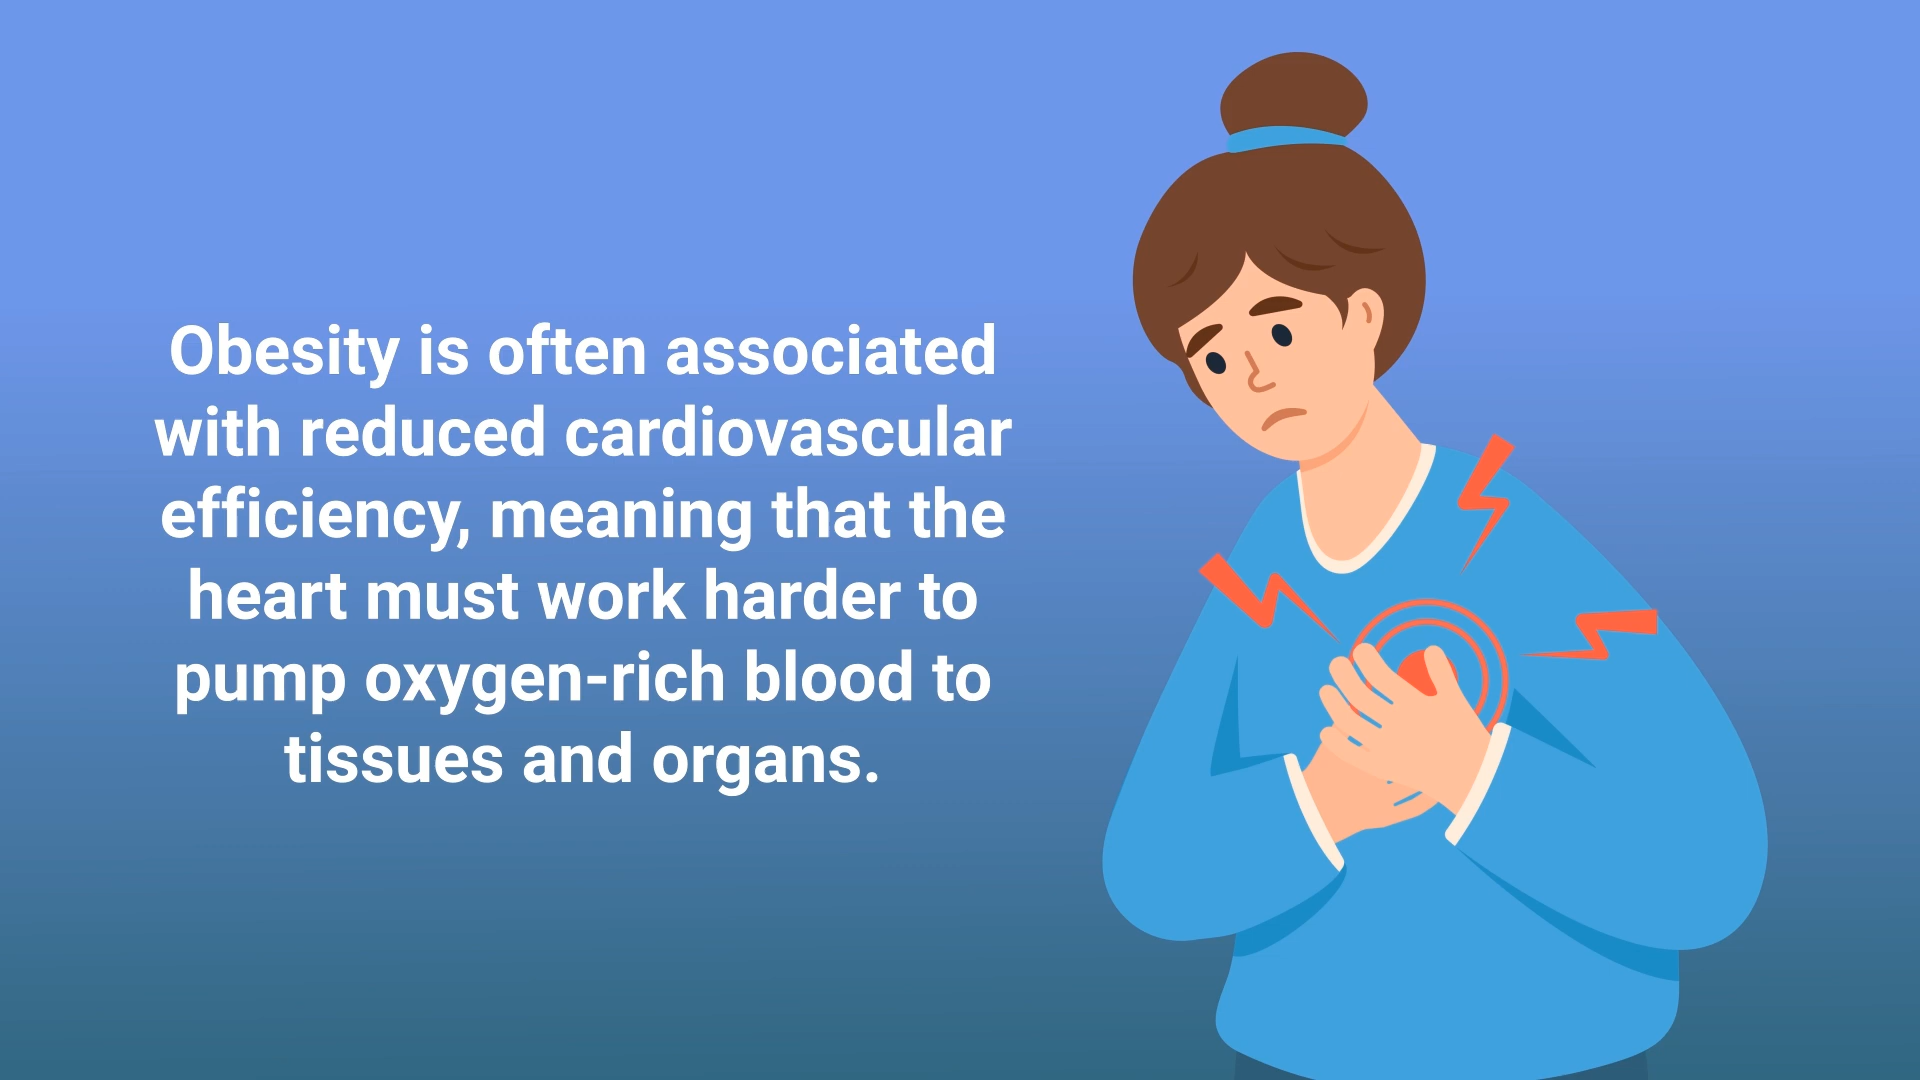 Obesity is often associated
with reduced cardiovascular
efficiency, meaning that the
heart must work harder to
pump oxygen-rich blood to
tissues and organs.